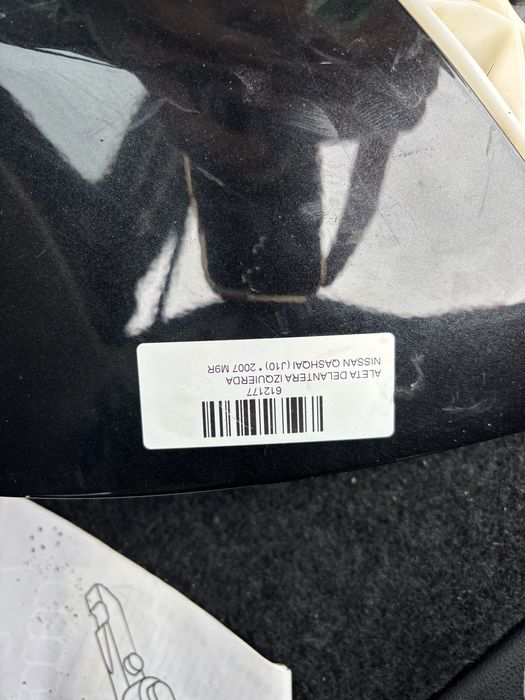 612177
ALETA DELANTERA IZQUIERDA
NISSAN QASHQAI (J10) * 2007 M9R